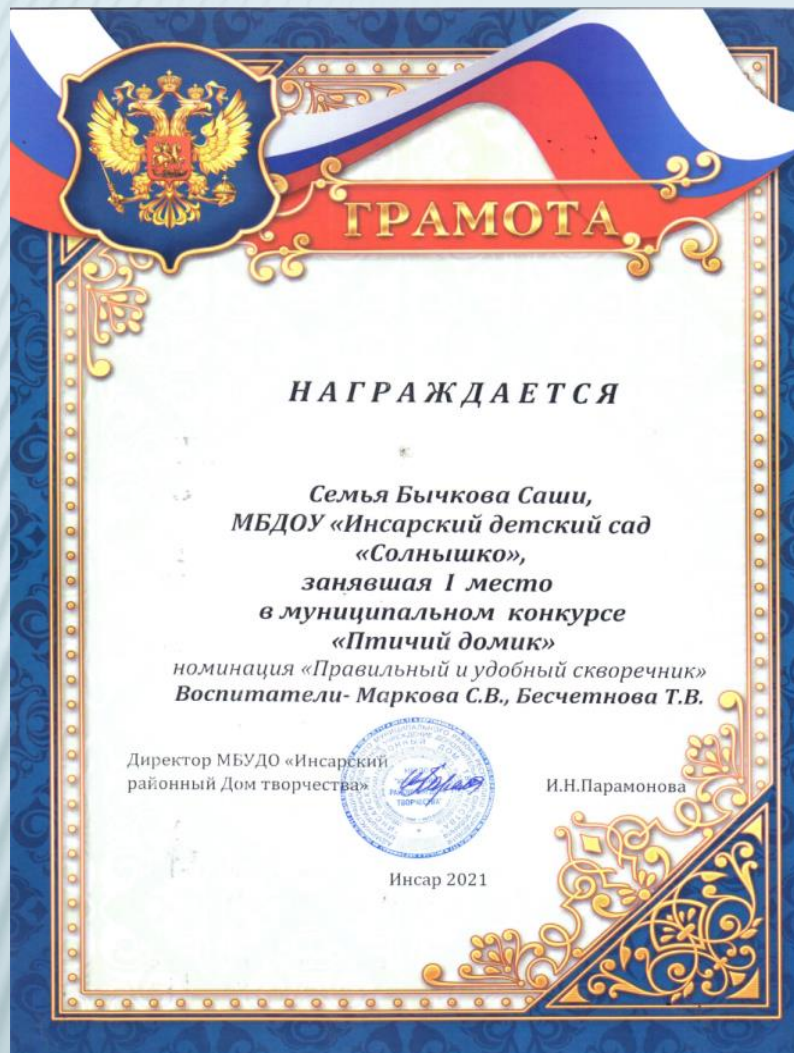 ГРАМОТА
НАГРАЖДАЕТСЯ
Семья Бычкова Саши,
МБДОУ «Инсарский детский сад
«Солнышко»,
занявшая I место
в муниципальном конкурсе
«Птичий домик»
номинация «Правильный и удобный скворечник»
Воспитатели- Маркова С.В., Бесчетнова Т.В.
Директор МБУДО «Инсарский
районный Дом творчества»
И.Н.Парамонова
ТВОРЧЕСТВА
Инсар 2021